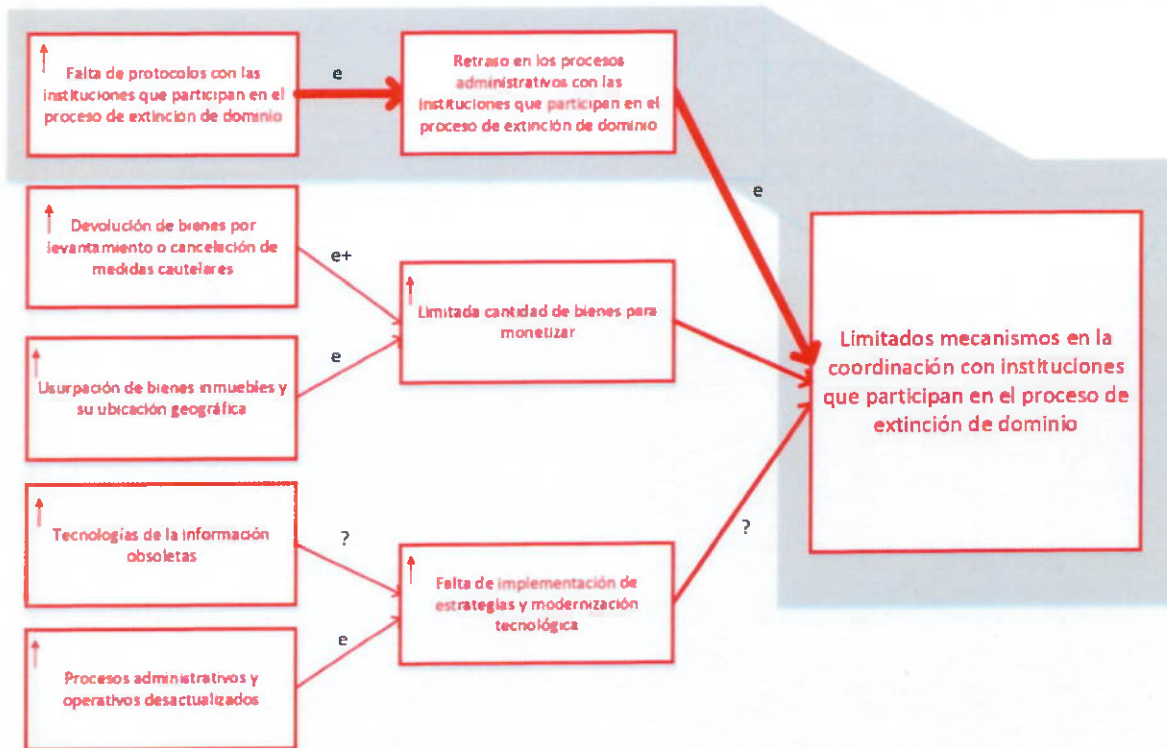 Falta de protocolos con las
instituciones que participan en el
proceso de extinción de dominio
e
Retraso en los procesos
administrativos con las
instituciones que participan en el
proceso de extinción de dominio
e
Devolución de bienes por
levantamiento o cancelación de
medidas cautelares
e+
Usurpación de bienes inmuebles y
su ubicación geográfica
e
Limitada cantidad de bienes para
monetizar
Tecnologías de la información
obsoletas
?
Procesos administrativos y
operativos desactualizados
e
Falta de implementación de
estrategias y modernización
tecnológica
?
Limitados mecanismos en la
coordinación con instituciones
que participan en el proceso de
extinción de dominio